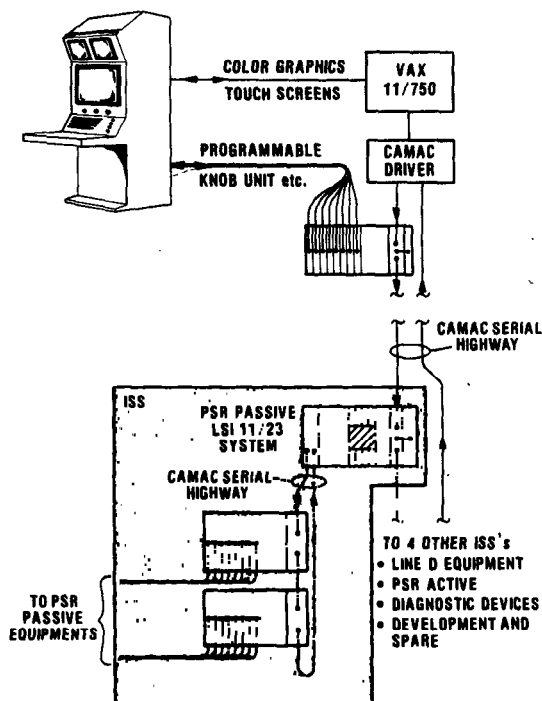 COLOR GRAPHICS
TOUCH SCREENS
VAX
11/750
PROGRAMMABLE
KNOB UNIT etc.
CAMAC
DRIVER
CAMAC SERIAL
HIGHWAY
ISS
PSR PASSIVE
LSI 11/23
SYSTEM
CAMAC SERIAL
HIGHWAY
TO PSR
PASSIVE
EQUIPMENTS
TO 4 OTHER ISS's
• LINE D EQUIPMENT
• PSR ACTIVE
• DIAGNOSTIC DEVICES
• DEVELOPMENT AND
SPARE